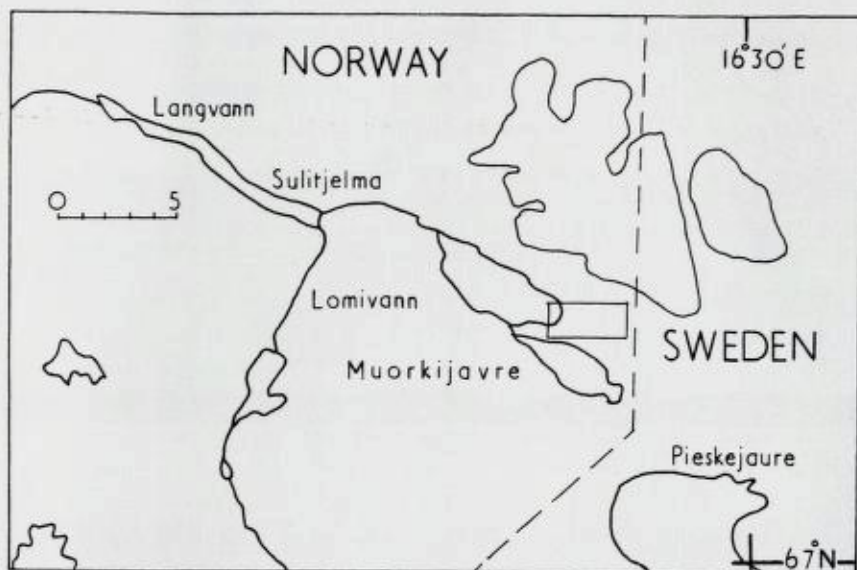 NORWAY
16°30' E
Langvann
Sulitjelma
0 5
Lomivann
SWEDEN
Muorkijavre
Pieskejaure
67°N